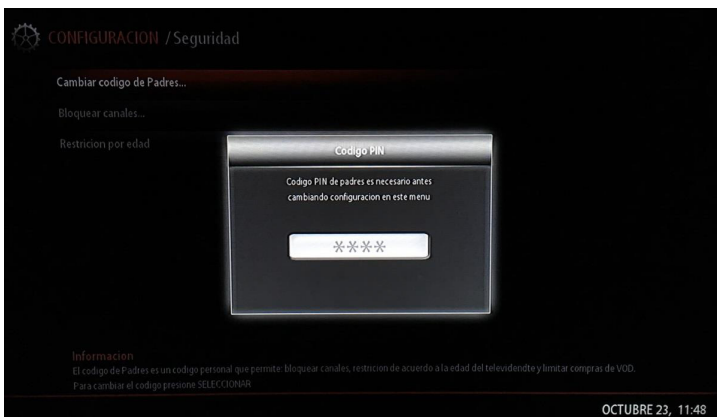 CONFIGURACION / Seguridad
Cambiar codigo de Padres...
Bloquear canales...
Restricion por edad
Codigo PIN
Codigo PIN de padres es necesario antes
cambiando configuracion en este menu
****
Informacion
El codigo de Padres es un codigo personal que permite: bloquear canales, restricion de acuerdo a la edad del televidendte y limitar compras de VOD.
Para cambiar el codigo presione SELECCIONAR
OCTUBRE 23, 11:48